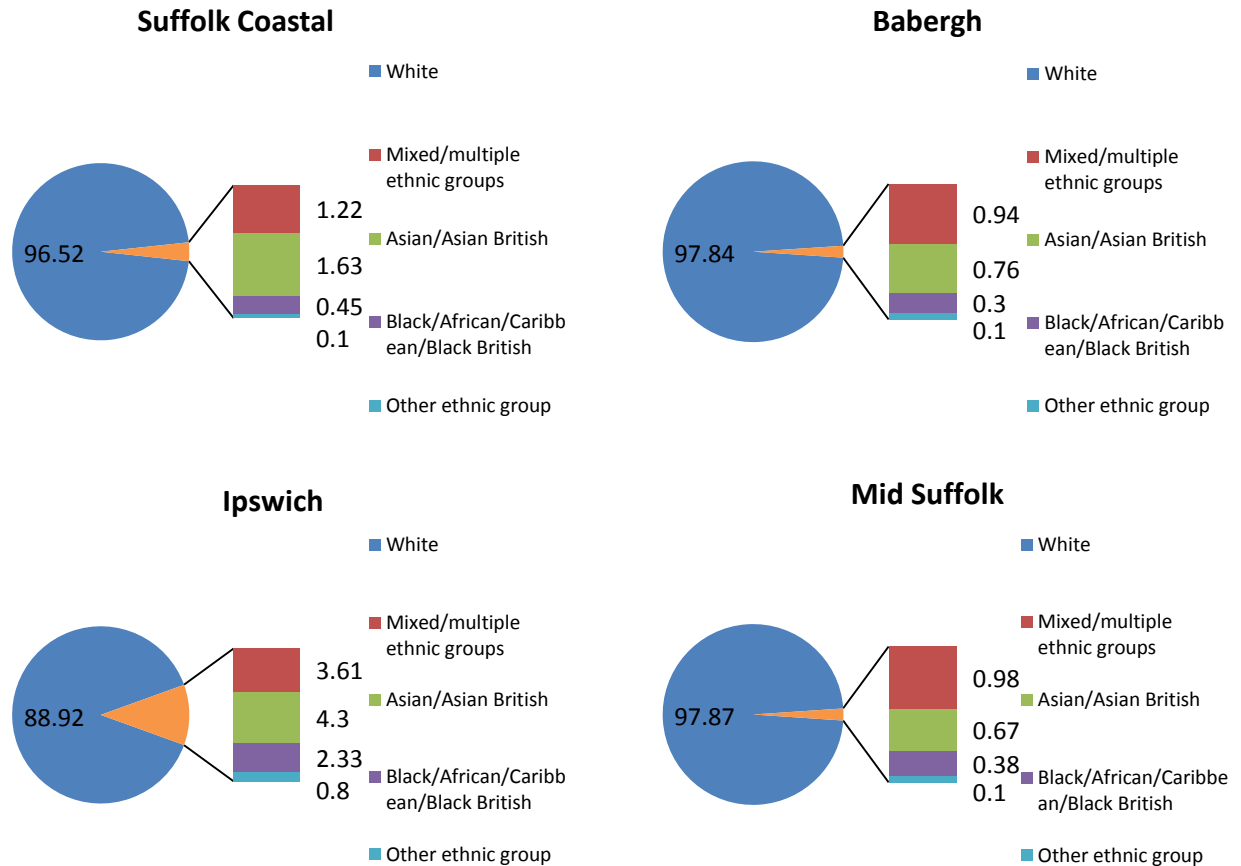 Suffolk Coastal
White
Mixed/multiple
ethnic groups
Asian/Asian British
Black/African/Caribb
ean/Black British
Other ethnic group
96.52
1.22
1.63
0.45
0.1
Babergh
White
Mixed/multiple
ethnic groups
Asian/Asian British
Black/African/Caribb
ean/Black British
Other ethnic group
97.84
0.94
0.76
0.3
0.1
Ipswich
White
Mixed/multiple
ethnic groups
Asian/Asian British
Black/African/Caribb
ean/Black British
Other ethnic group
88.92
3.61
4.3
2.33
0.8
Mid Suffolk
White
Mixed/multiple
ethnic groups
Asian/Asian British
Black/African/Caribbe
an/Black British
Other ethnic group
97.87
0.98
0.67
0.38
0.1